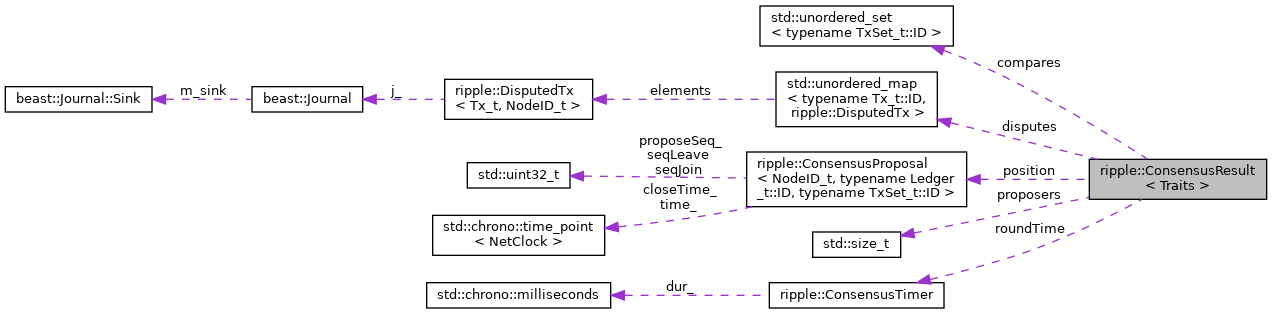 std::unordered_set
< typename TxSet_t::ID >
compares
beast::Journal::Sink
m_sink
beast::Journal
j_
ripple::DisputedTx
< Tx_t, NodeID_t >
elements
std::unordered_map
< typename Tx_t::ID,
ripple::DisputedTx >
disputes
proposeSeq_
seqLeave
seqJoin
std::uint32_t
closeTime_
time_
std::chrono::time_point
< NetClock >
ripple::ConsensusProposal
< NodeID_t, typename Ledger
_t::ID, typename TxSet_t::ID >
position
ripple::ConsensusResult
< Traits >
proposers
std::size_t
roundTime
std::chrono::milliseconds
dur_
ripple::ConsensusTimer